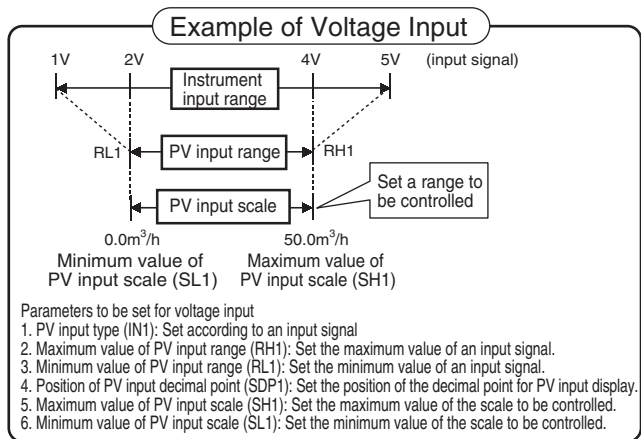 Example of Voltage Input
1V 2V 4V 5V (input signal)
Instrument
input range
RL1 PV input range RH1
PV input scale
Set a range to
be controlled
0.0m³/h 50.0m³/h
Minimum value of Maximum value of
PV input scale (SL1) PV input scale (SH1)
Parameters to be set for voltage input
1. PV input type (IN1): Set according to an input signal
2. Maximum value of PV input range (RH1): Set the maximum value of an input signal.
3. Minimum value of PV input range (RL1): Set the minimum value of an input signal.
4. Position of PV input decimal point (SDP1): Set the position of the decimal point for PV input display.
5. Maximum value of PV input scale (SH1): Set the maximum value of the scale to be controlled.
6. Minimum value of PV input scale (SL1): Set the minimum value of the scale to be controlled.